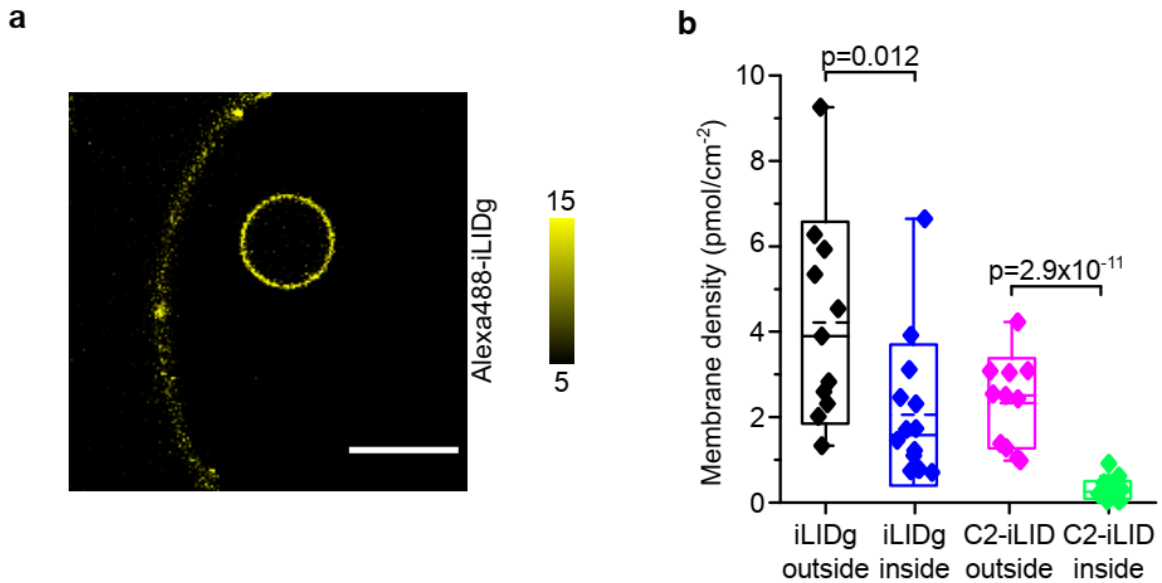 a
Alexa488-iLIDg
15
5
b
Membrane density (pmol/cm⁻²)
10
8
6
4
2
0
p=0.012
p=2.9x10⁻¹¹
iLIDg outside
iLIDg inside
C2-iLID outside
C2-iLID inside